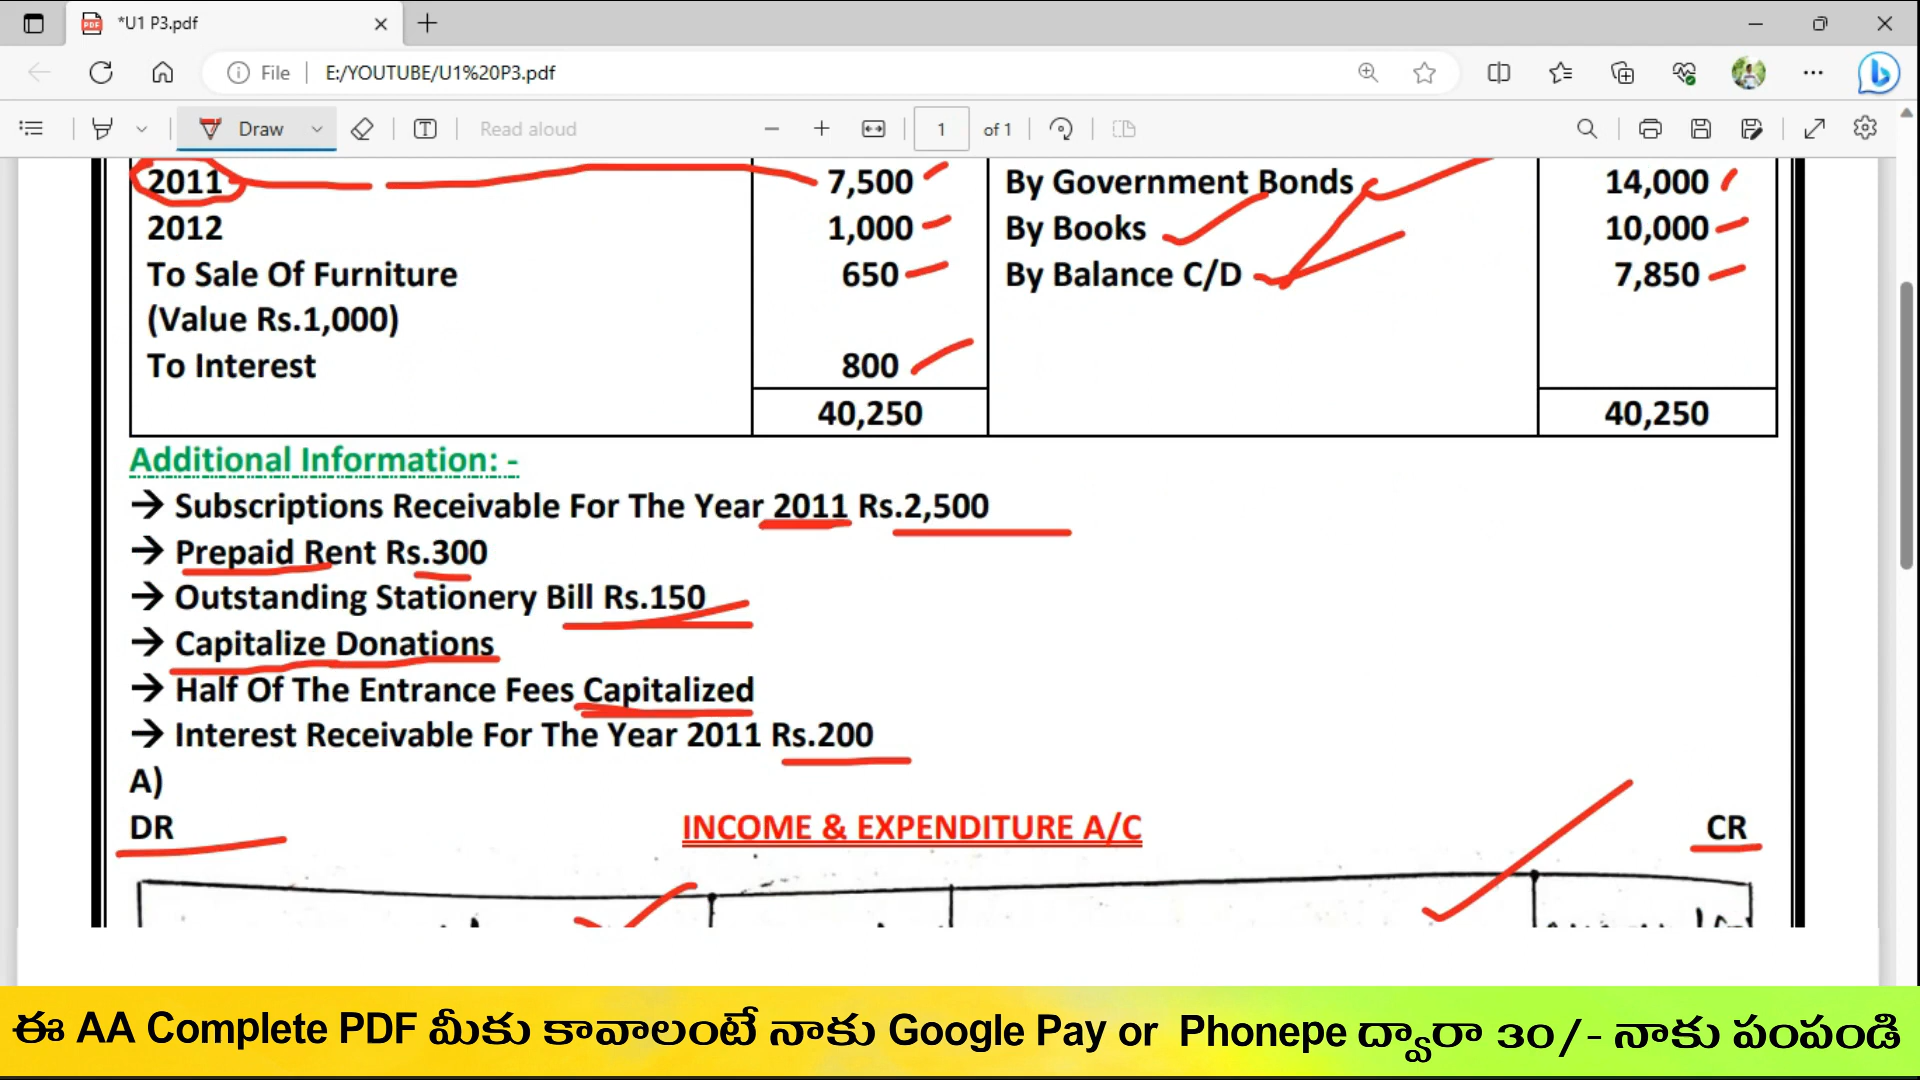 *U1 P3.pdf
File
E:/YOUTUBE/U1%20P3.pdf
Draw
Read aloud
1
of 1
2011 7,500 By Government Bonds 14,000
2012 1,000 By Books 10,000
To Sale Of Furniture 650 By Balance C/D 7,850
(Value Rs.1,000)
To Interest 800
40,250 40,250
Additional Information: -
→ Subscriptions Receivable For The Year 2011 Rs.2,500
→ Prepaid Rent Rs.300
→ Outstanding Stationery Bill Rs.150
→ Capitalize Donations
→ Half Of The Entrance Fees Capitalized
→ Interest Receivable For The Year 2011 Rs.200
A)
DR INCOME & EXPENDITURE A/C CR
ఈ AA Complete PDF మీకు కావాలంటే నాకు Google Pay or Phonepe ద్వారా 30/- నాకు పంపండి